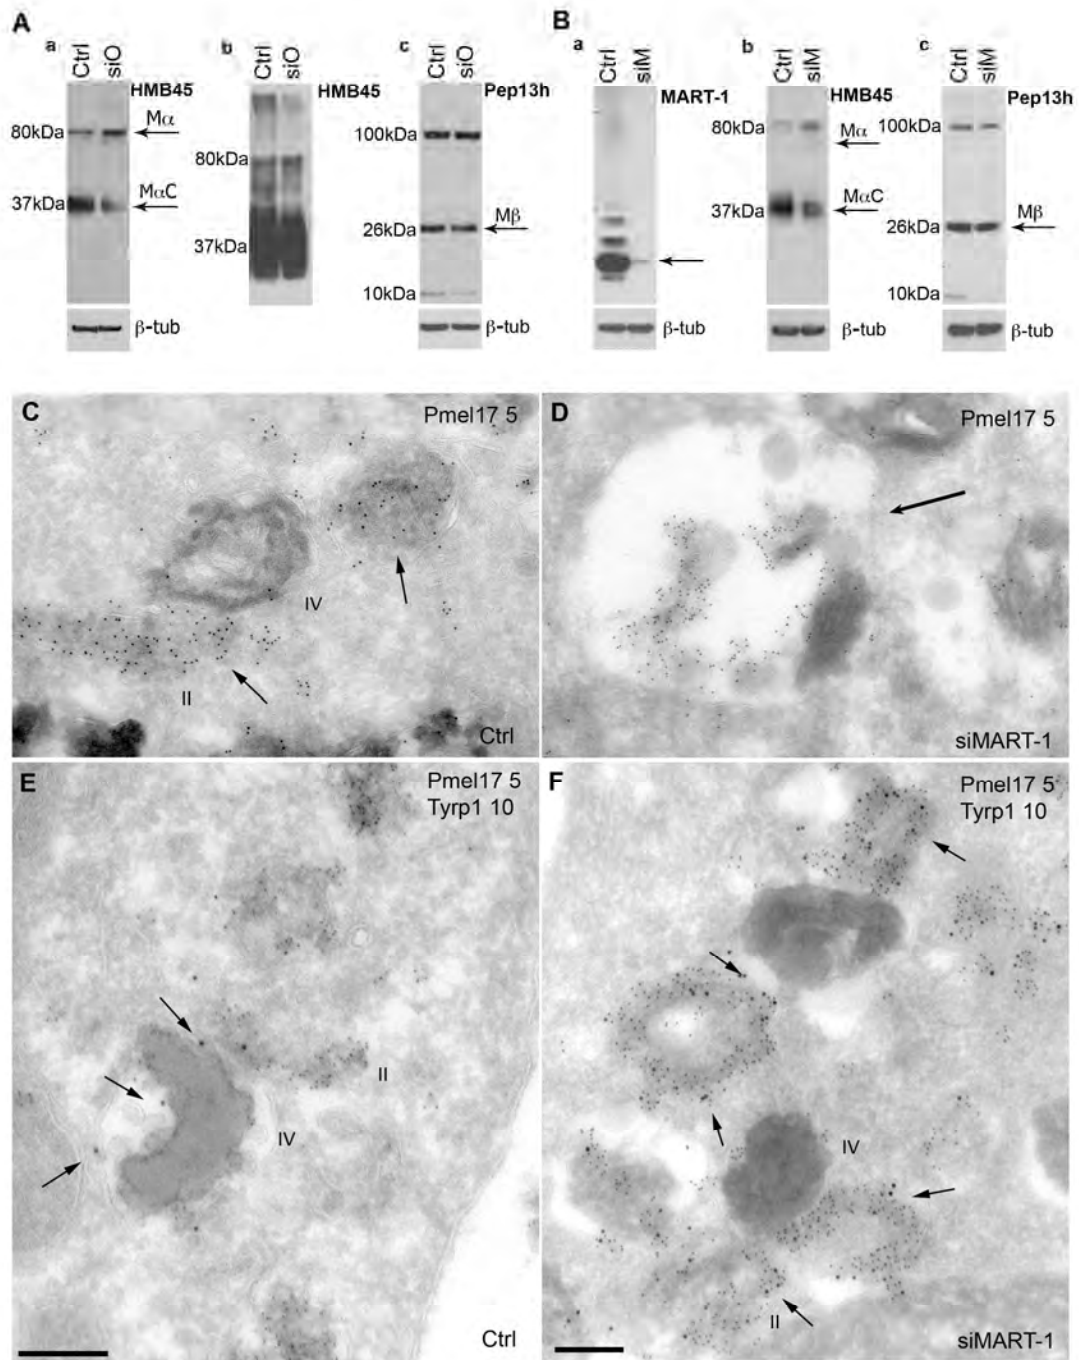 A
B
a
Ctrl
siO
HMB45
80kDa
Mα
37kDa
MαC
β-tub
b
Ctrl
siO
HMB45
80kDa
37kDa
c
Ctrl
siO
Pep13h
100kDa
26kDa
Mβ
10kDa
β-tub
a
Ctrl
siM
MART-1
β-tub
b
Ctrl
siM
HMB45
80kDa
Mα
37kDa
MαC
β-tub
c
Ctrl
siM
Pep13h
100kDa
26kDa
Mβ
10kDa
β-tub
C
Pmel17 5
IV
II
Ctrl
D
Pmel17 5
siMART-1
E
Pmel17 5
Tyrp1 10
II
IV
Ctrl
F
Pmel17 5
Tyrp1 10
IV
II
siMART-1